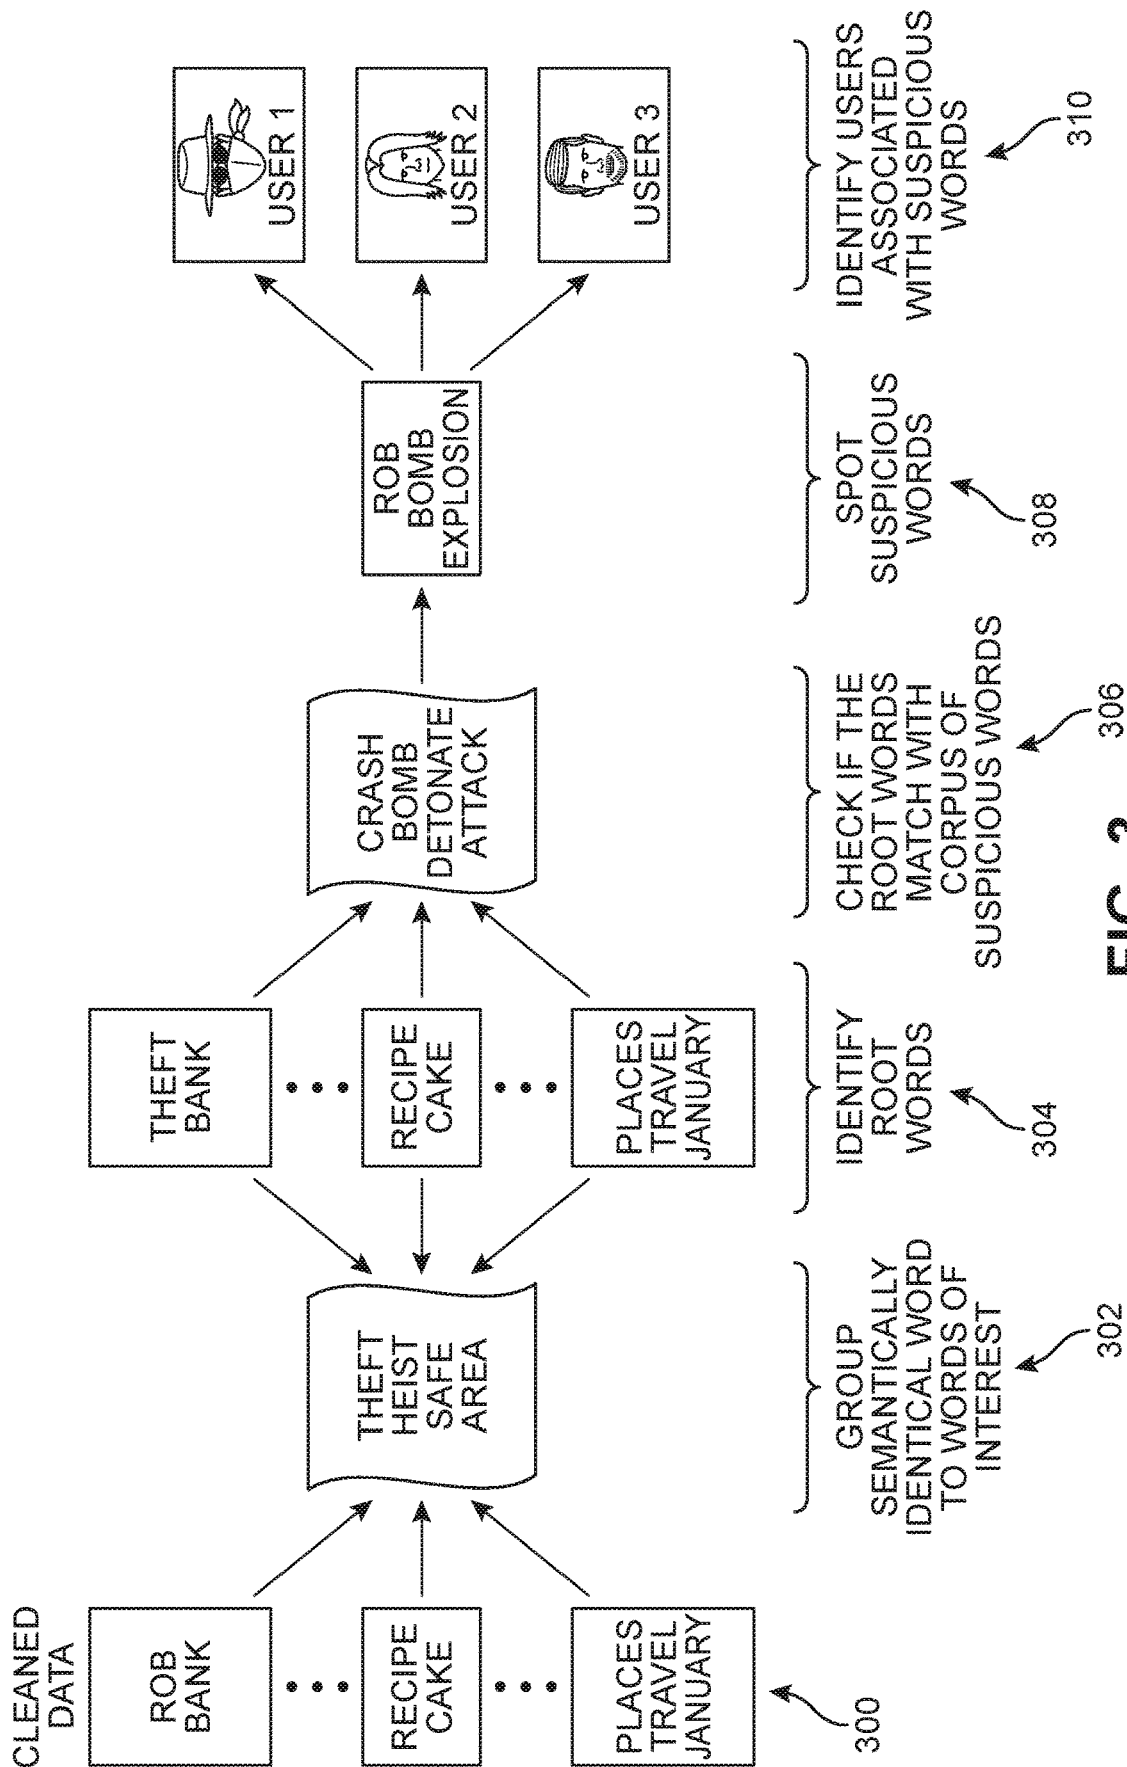 CLEANED
DATA
ROB
BANK
RECIPE
CAKE
PLACES
TRAVEL
JANUARY
300
THEFT
HEIST
SAFE
AREA
GROUP
SEMANTICALLY
IDENTICAL WORD
TO WORDS OF
INTEREST
302
THEFT
BANK
RECIPE
CAKE
PLACES
TRAVEL
JANUARY
IDENTIFY
ROOT
WORDS
304
CRASH
BOMB
DETONATE
ATTACK
CHECK IF THE
ROOT WORDS
MATCH WITH
CORPUS OF
SUSPICIOUS WORDS
306
ROB
BOMB
EXPLOSION
SPOT
SUSPICIOUS
WORDS
308
USER 1
USER 2
USER 3
IDENTIFY USERS
ASSOCIATED
WITH SUSPICIOUS
WORDS
310
FIG.